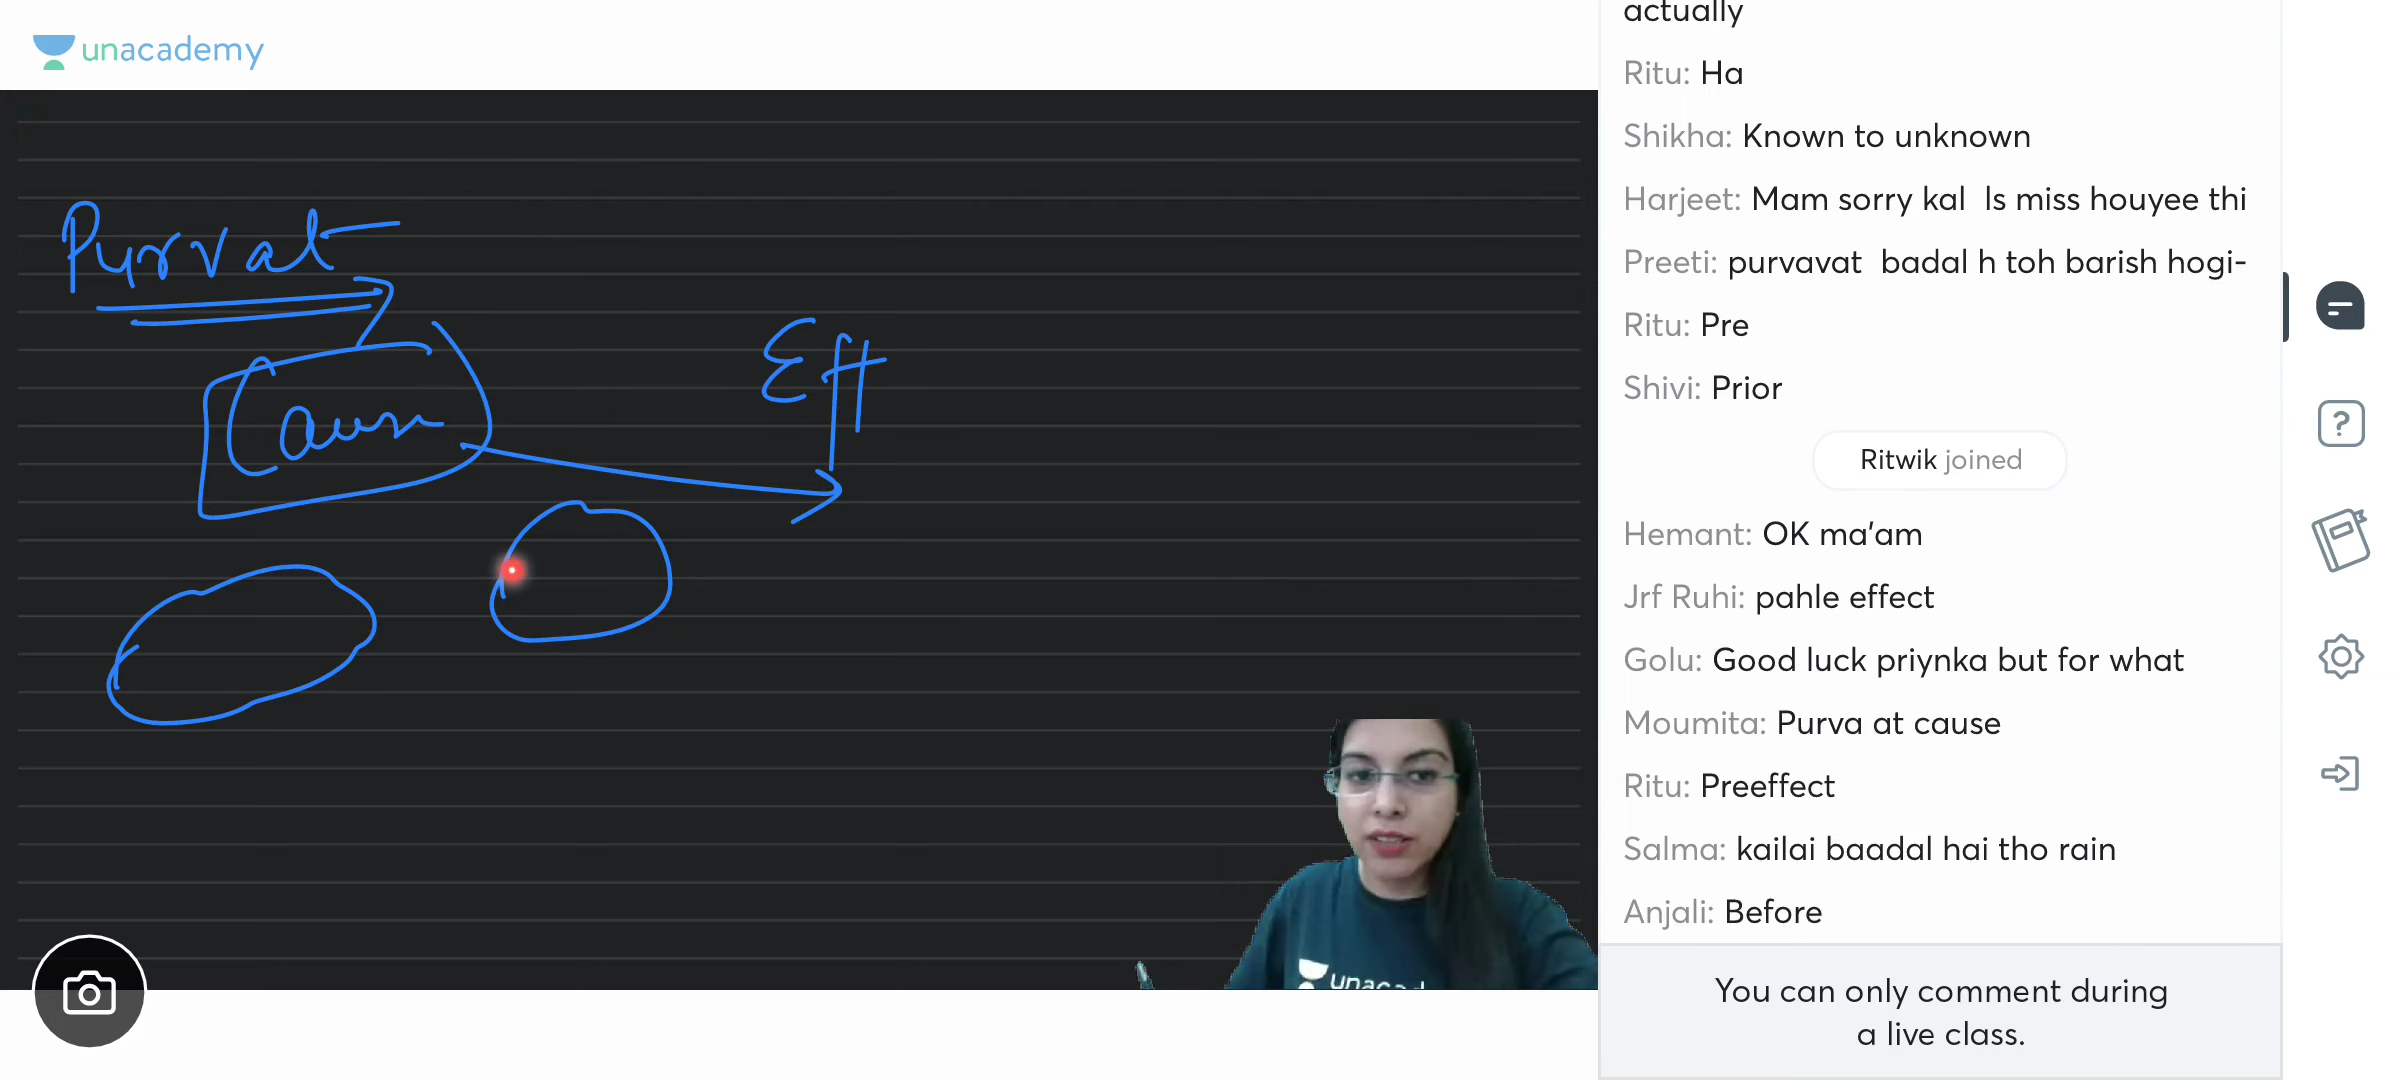 unacademy
Purvat
Caus
Eff
unacad
actually
Ritu: Ha
Shikha: Known to unknown
Harjeet: Mam sorry kal ls miss houyee thi
Preeti: purvavat badal h toh barish hogi-
Ritu: Pre
Shivi: Prior
Ritwik joined
Hemant: OK ma'am
Jrf Ruhi: pahle effect
Golu: Good luck priynka but for what
Moumita: Purva at cause
Ritu: Preeffect
Salma: kailai baadal hai tho rain
Anjali: Before
You can only comment during
a live class.
?